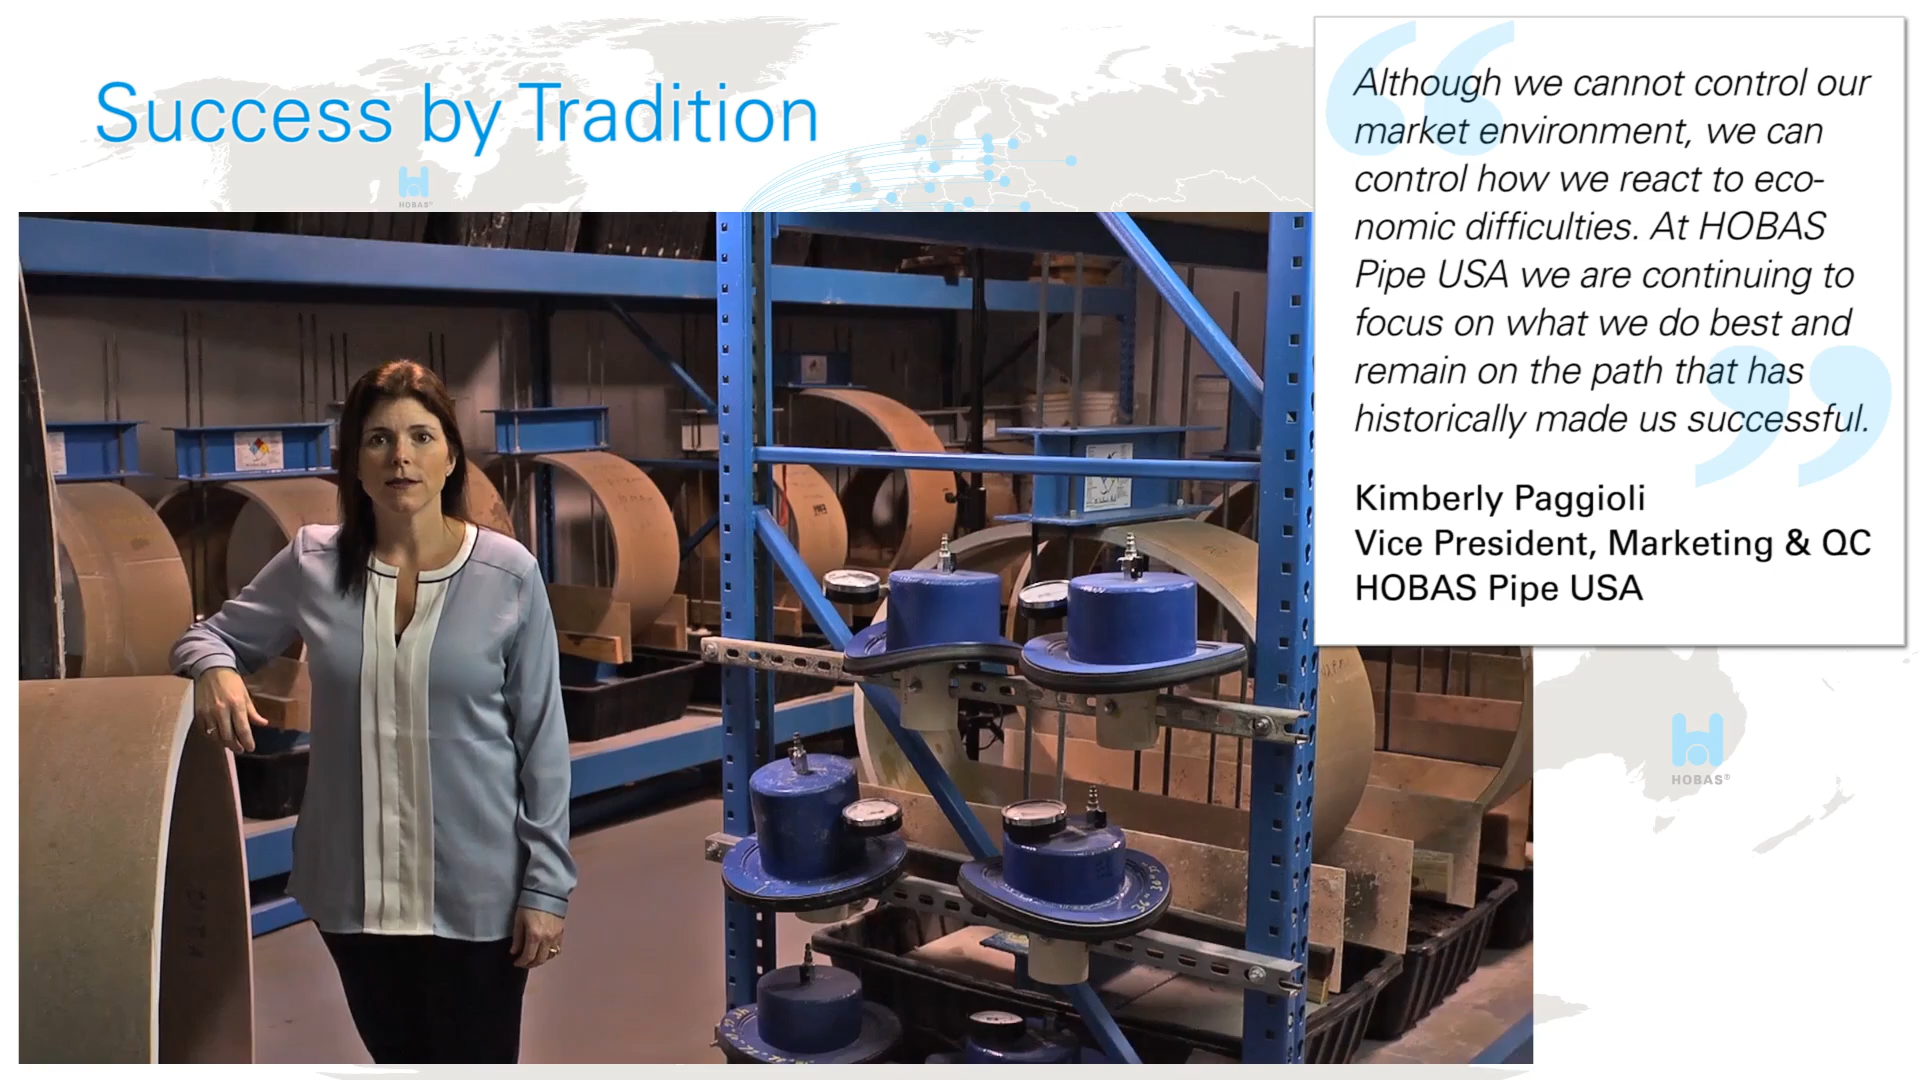 Success by Tradition
HOBAS®
Although we cannot control our
market environment, we can
control how we react to eco-
nomic difficulties. At HOBAS
Pipe USA we are continuing to
focus on what we do best and
remain on the path that has
historically made us successful.
Kimberly Paggioli
Vice President, Marketing & QC
HOBAS Pipe USA
HOBAS®